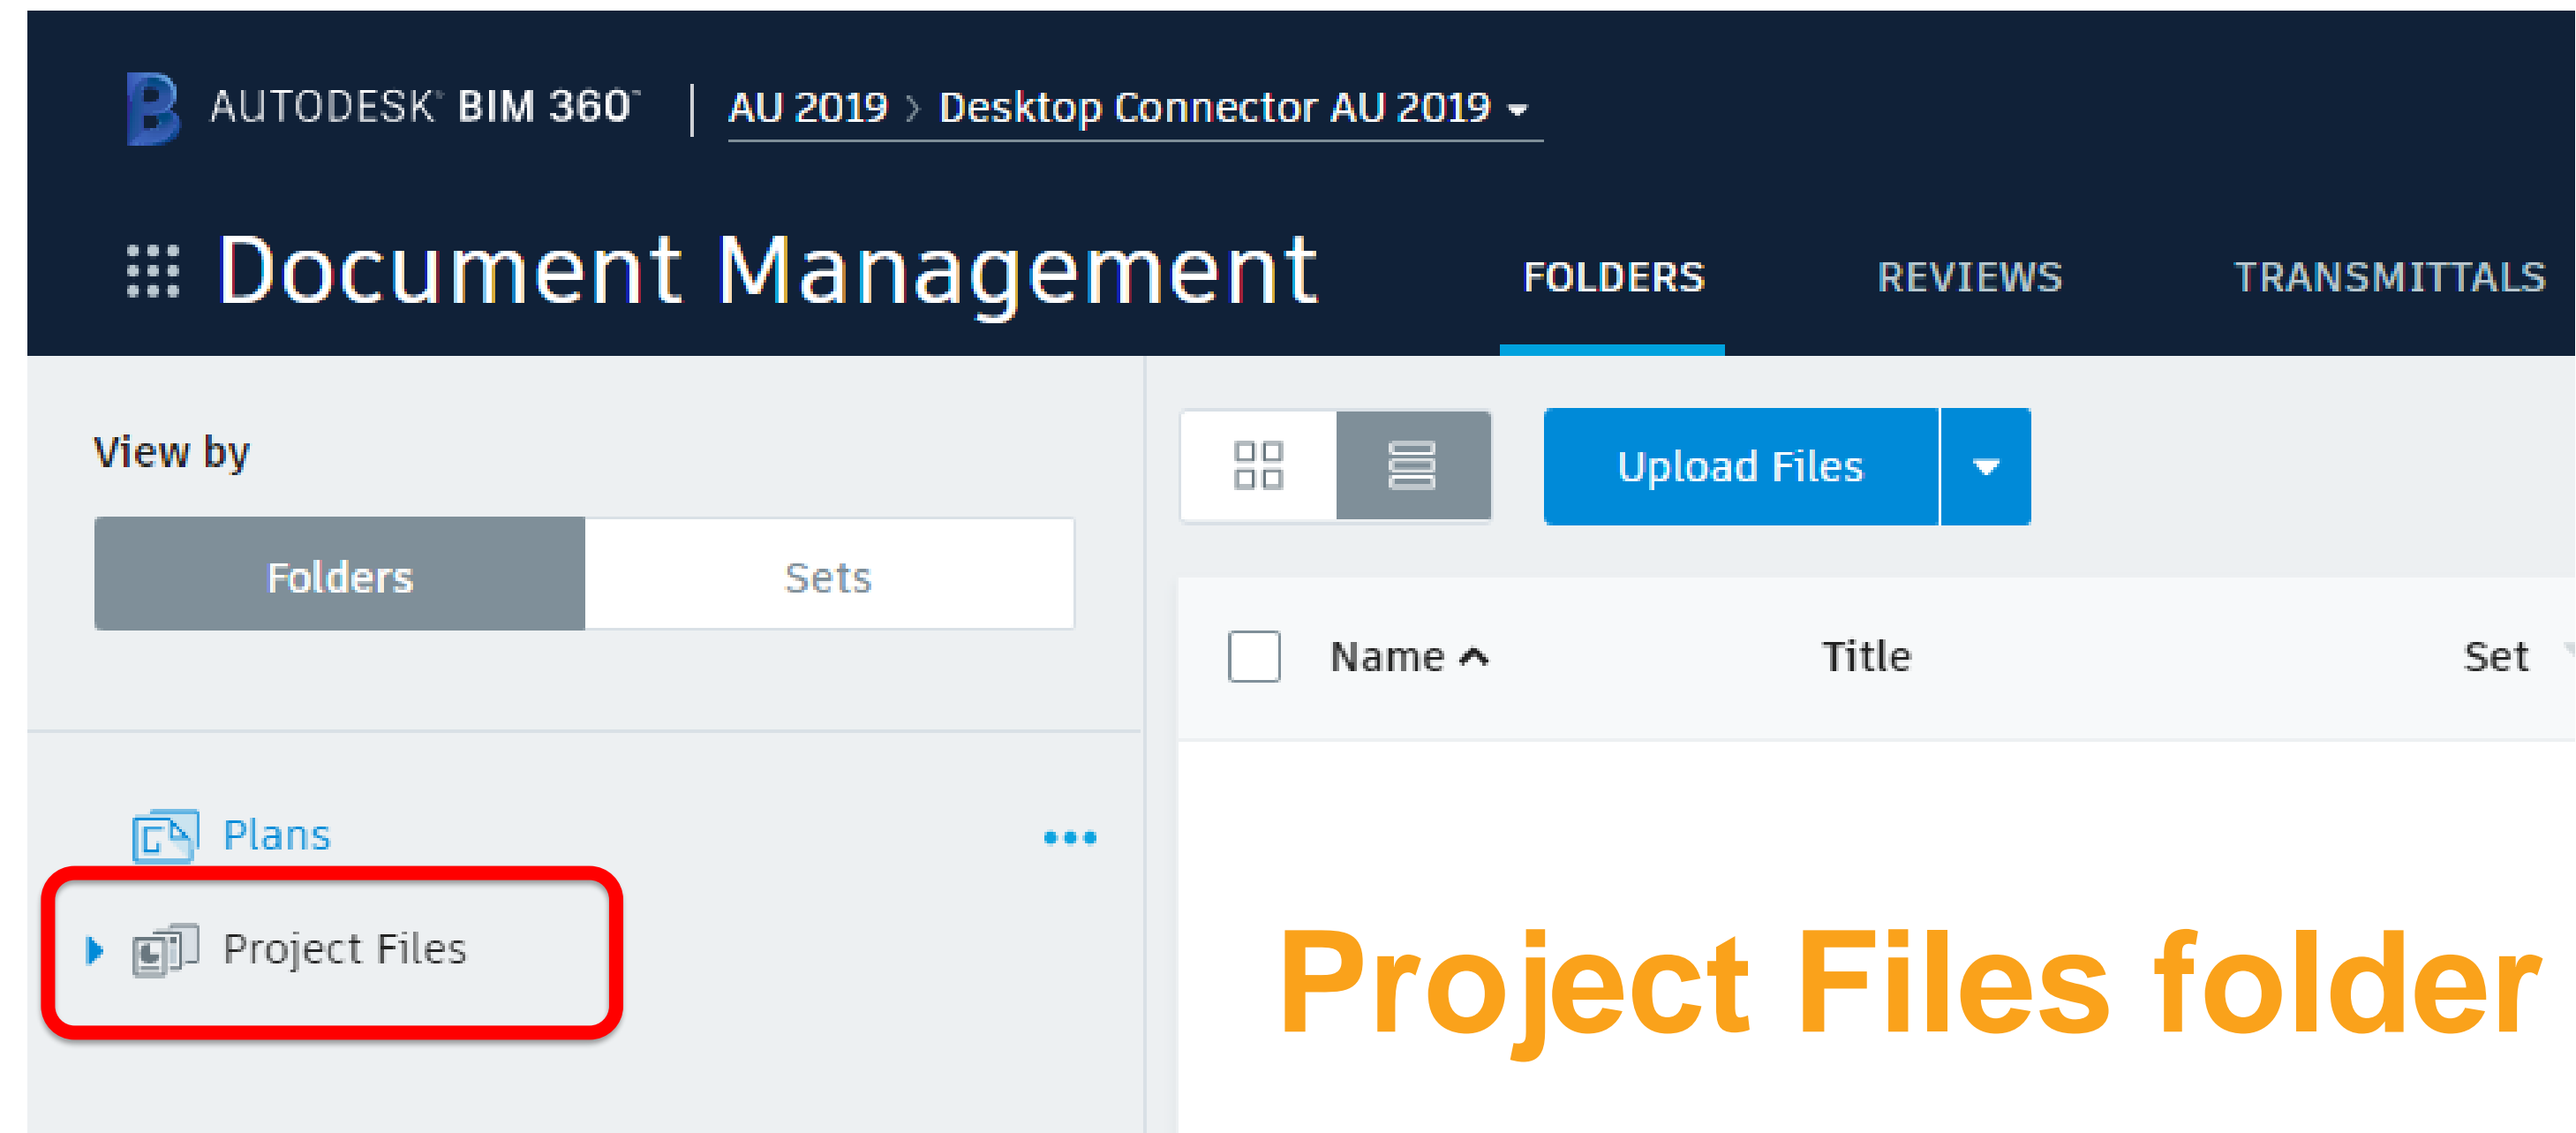 AUTODESK® BIM 360™ | AU 2019 > Desktop Connector AU 2019
Document Management FOLDERS REVIEWS TRANSMITTALS
View by
Upload Files
Folders Sets
Name Title Set
Plans
Project Files
Project Files folder